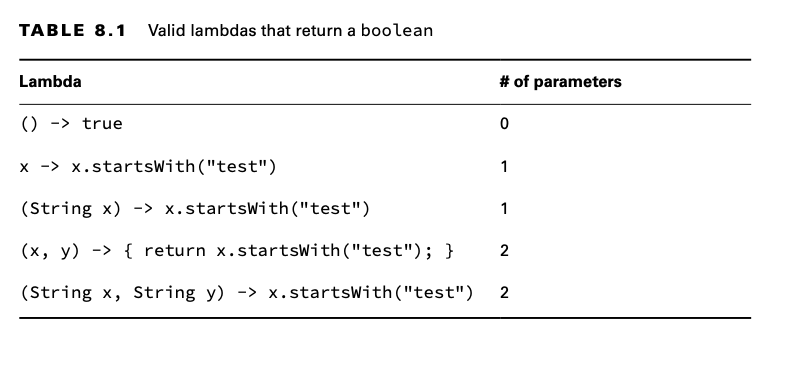 TABLE 8.1 Valid lambdas that return a boolean
Lambda # of parameters
() -> true 0
x -> x.startsWith("test") 1
(String x) -> x.startsWith("test") 1
(x, y) -> { return x.startsWith("test"); } 2
(String x, String y) -> x.startsWith("test") 2